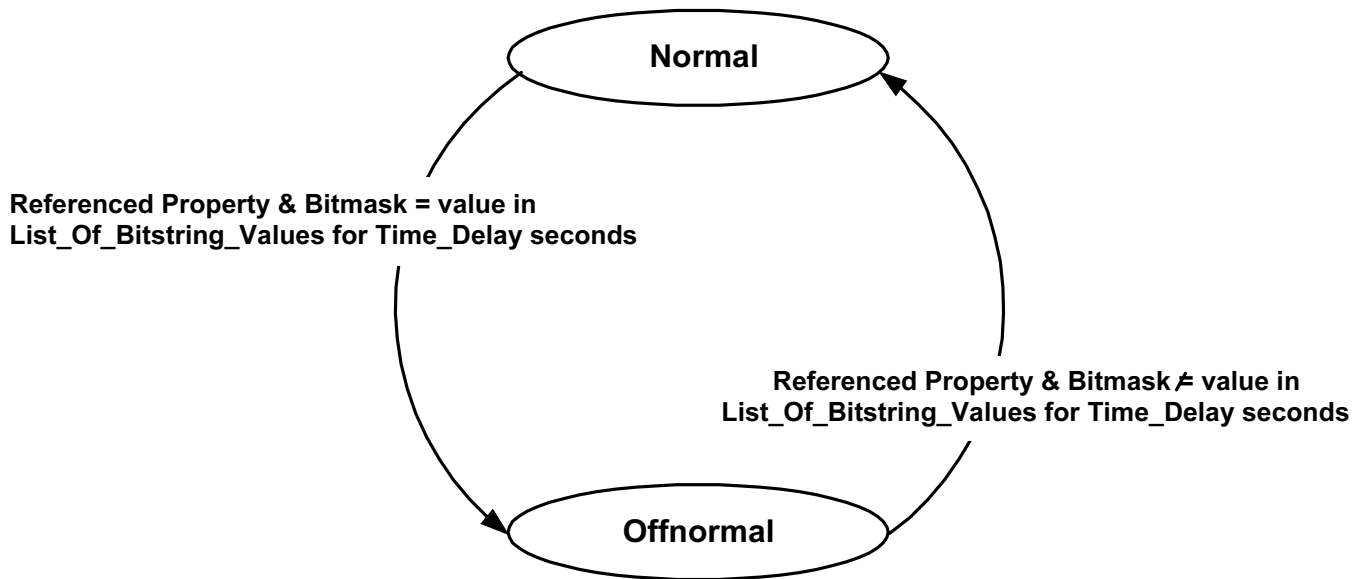 Normal
Referenced Property & Bitmask = value in
List_Of_Bitstring_Values for Time_Delay seconds
Referenced Property & Bitmask ≠ value in
List_Of_Bitstring_Values for Time_Delay seconds
Offnormal